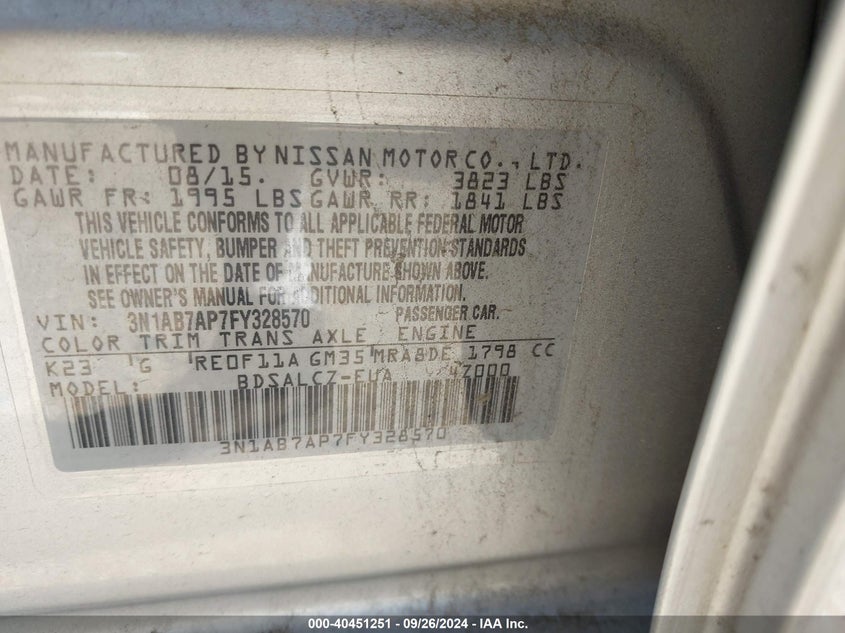 MANUFACTURED BY NISSAN MOTOR CO., LTD.
DATE: 08/15. GVWR: 3823 LBS
GAWR FR: 1995 LBS GAWR RR: 1841 LBS
THIS VEHICLE CONFORMS TO ALL APPLICABLE FEDERAL MOTOR
VEHICLE SAFETY, BUMPER AND THEFT PREVENTION STANDARDS
IN EFFECT ON THE DATE OF MANUFACTURE SHOWN ABOVE.
SEE OWNER'S MANUAL FOR ADDITIONAL INFORMATION.
VIN: 3N1AB7AP7FY328570 PASSENGER CAR.
COLOR TRIM TRANS AXLE ENGINE
K23 G RE0F11A GM35 MRA8DE 1798 CC
MODEL: BDSALCZ-EUA 4Z000
3N1AB7AP7FY328570
000-40451251 - 09/26/2024 - IAA Inc.